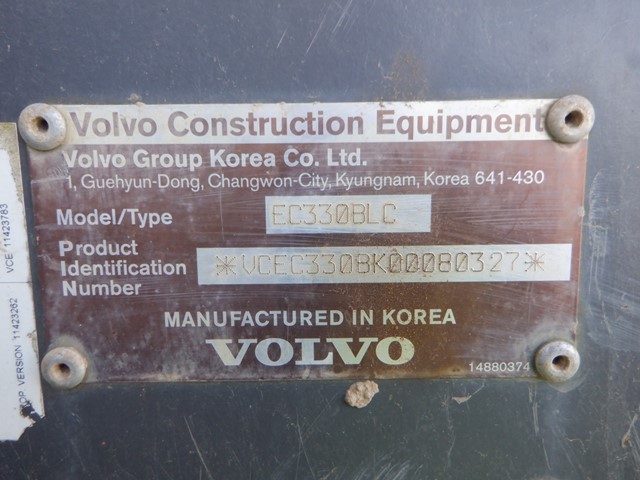 Volvo Construction Equipment
Volvo Group Korea Co. Ltd.
1, Guehyun-Dong, Changwon-City, Kyungnam, Korea 641-430
Model/Type EC330BLC
Product
Identification
Number *VCEC330BK00080327*
MANUFACTURED IN KOREA
VOLVO
14880374
VCE 11423783
VERSION 11423262